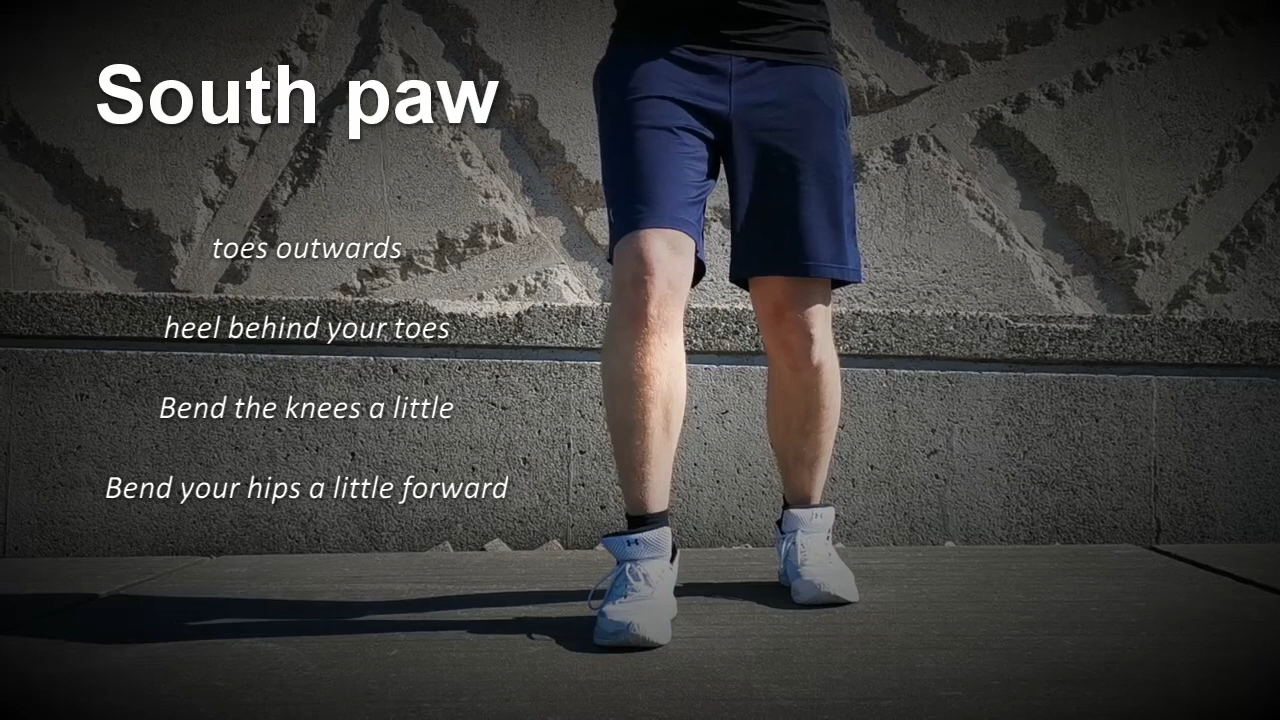 South paw
toes outwards
heel behind your toes
Bend the knees a little
Bend your hips a little forward